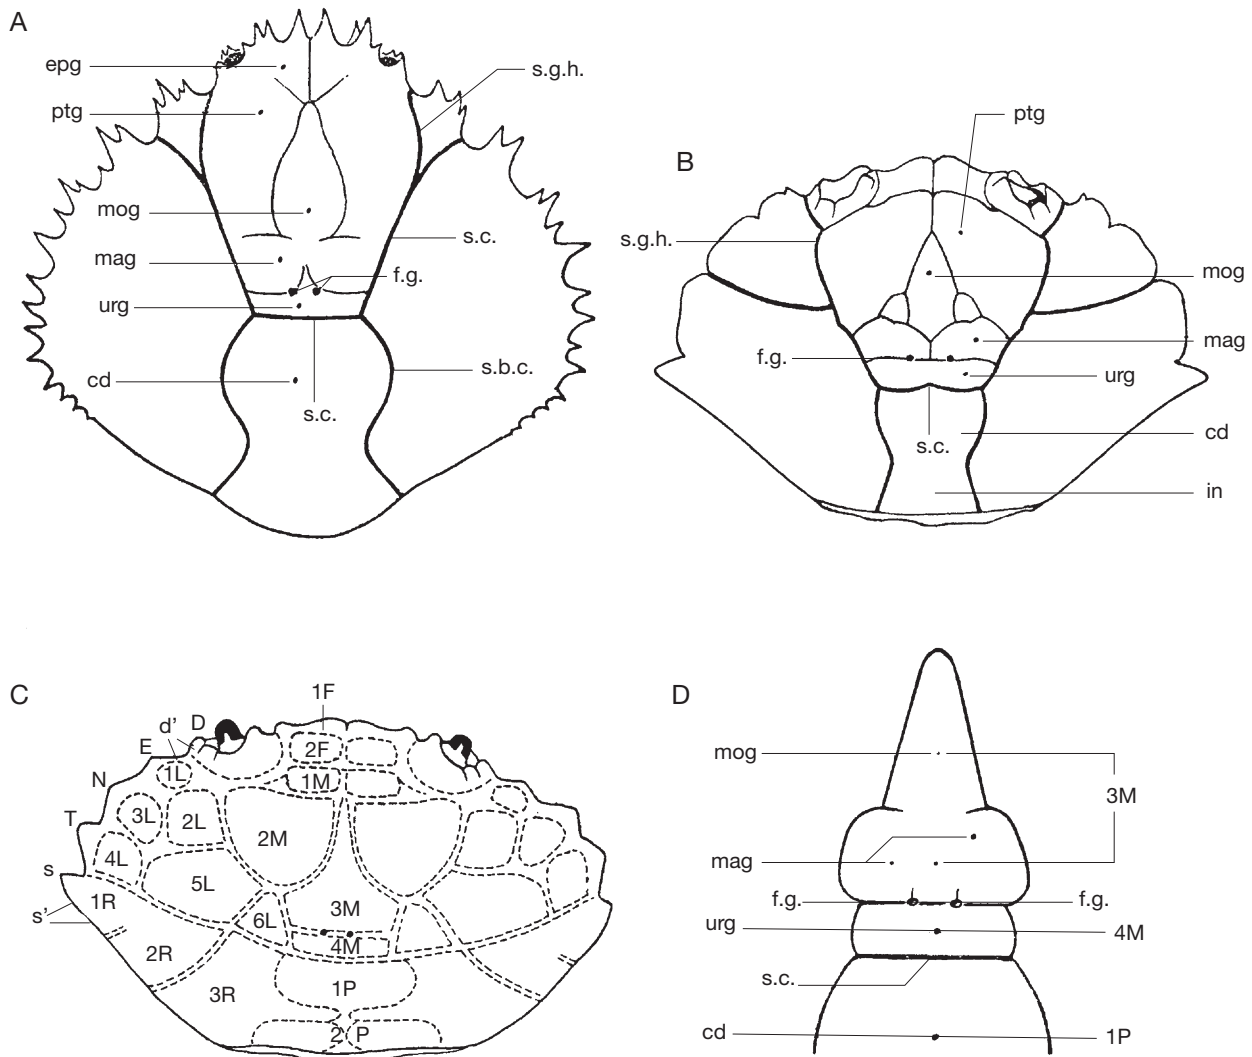 A
epg
ptg
mog
mag
urg
cd
s.g.h.
s.c.
f.g.
s.b.c.
s.c.
B
ptg
s.g.h.
mog
mag
f.g.
urg
s.c.
cd
in
C
1F
d' D
E
2F
N
1L
1M
T
3L
2L
2M
4L
s
5L
1R
s'
6L
3M
4M
2R
3R
1P
2 P
D
mog
3M
mag
f.g.
f.g.
urg
4M
s.c.
cd
1P